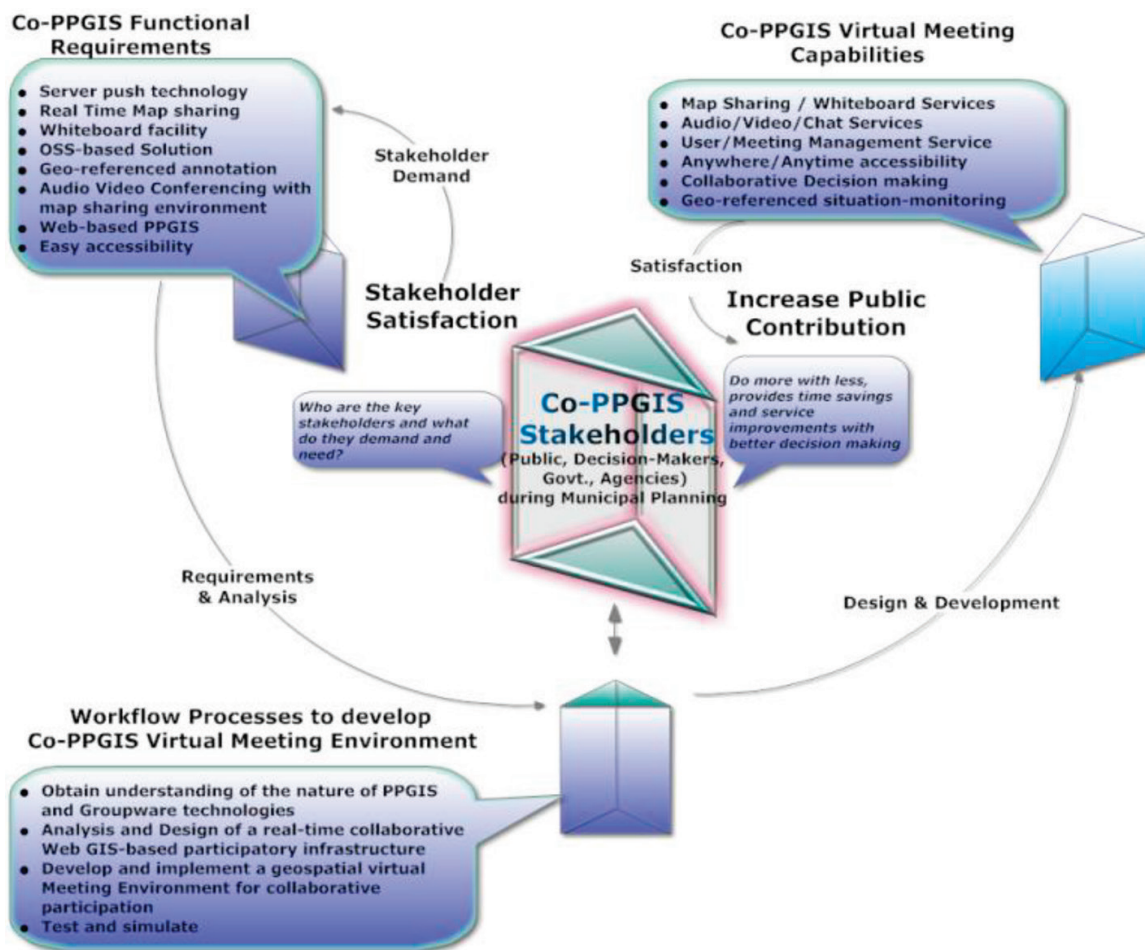 Co-PPGIS Functional
Requirements
● Server push technology
● Real Time Map sharing
● Whiteboard facility
● OSS-based Solution
● Geo-referenced annotation
● Audio Video Conferencing with
map sharing environment
● Web-based PPGIS
● Easy accessibility
Stakeholder
Demand
Co-PPGIS Virtual Meeting
Capabilities
● Map Sharing / Whiteboard Services
● Audio/Video/Chat Services
● User/Meeting Management Service
● Anywhere/Anytime accessibility
● Collaborative Decision making
● Geo-referenced situation-monitoring
Satisfaction
Stakeholder
Satisfaction
Increase Public
Contribution
Who are the key
stakeholders and what
do they demand and
need?
Co-PPGIS
Stakeholders
(Public, Decision-Makers,
Govt., Agencies)
during Municipal Planning
Do more with less,
provides time savings
and service
improvements with
better decision making
Requirements
& Analysis
Design & Development
Workflow Processes to develop
Co-PPGIS Virtual Meeting Environment
● Obtain understanding of the nature of PPGIS
and Groupware technologies
● Analysis and Design of a real-time collaborative
Web GIS-based participatory infrastructure
● Develop and implement a geospatial virtual
Meeting Environment for collaborative
participation
● Test and simulate